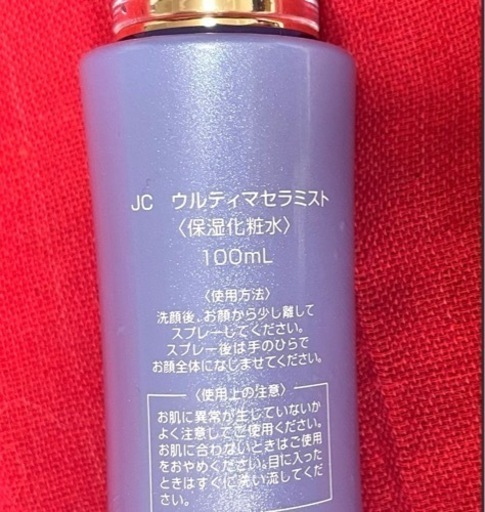 JC ウルティマセラミスト
〈保湿化粧水〉
100mL
〈使用方法〉
洗顔後、お顔から少し離して
スプレーしてください。
スプレー後は手のひらで
お顔全体になじませてください。
〈使用上の注意〉
お肌に異常が生じていないか
よく注意してご使用ください。
お肌に合わないときはご使用
をおやめください。目に入った
ときはすぐに洗い流してくだ
さい。